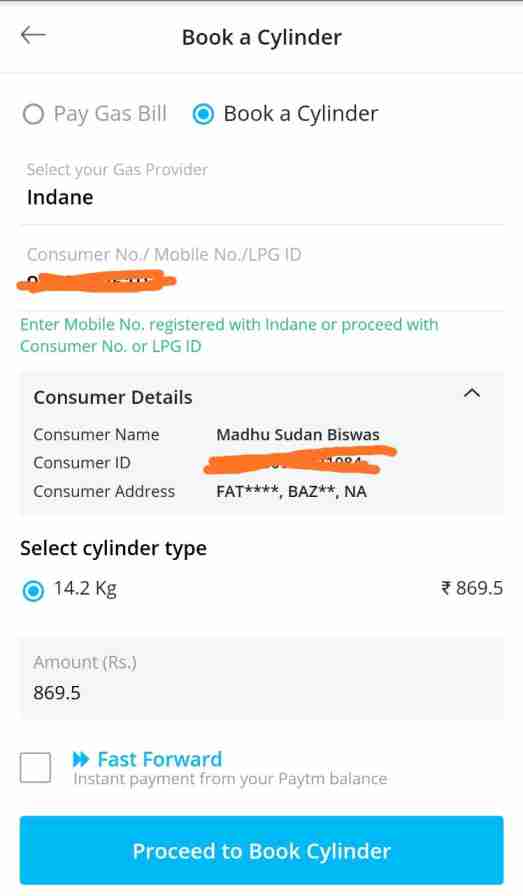 Book a Cylinder
Pay Gas Bill Book a Cylinder
Select your Gas Provider
Indane
Consumer No./ Mobile No./LPG ID
Enter Mobile No. registered with Indane or proceed with
Consumer No. or LPG ID
Consumer Details
Consumer Name Madhu Sudan Biswas
Consumer ID
Consumer Address FAT****, BAZ**, NA
Select cylinder type
14.2 Kg ₹ 869.5
Amount (Rs.)
869.5
Fast Forward
Instant payment from your Paytm balance
Proceed to Book Cylinder